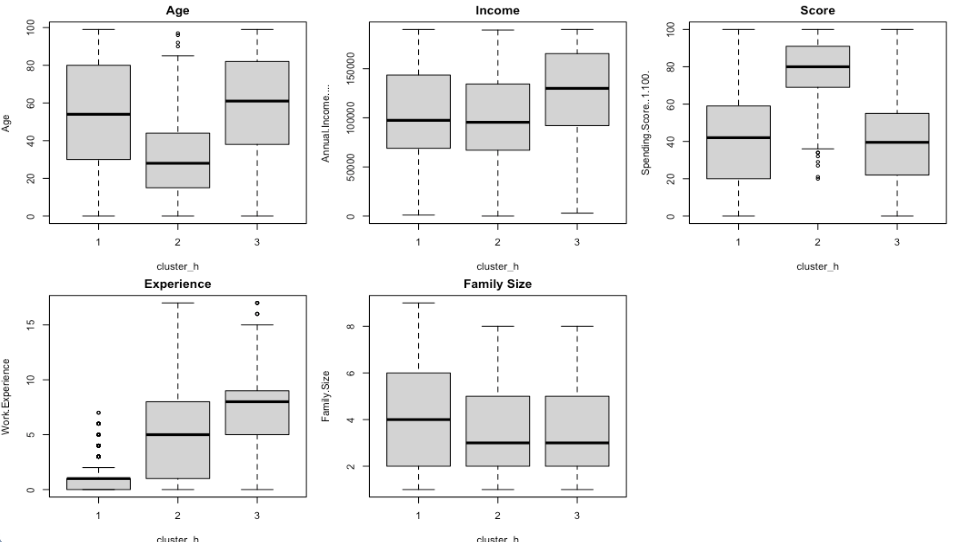 Age
Age
0 20 40 60 80 100
1 2 3
cluster_h
Income
Annual.Income....
0 50000 100000 150000
1 2 3
cluster_h
Score
Spending.Score..1.100.
0 20 40 60 80 100
1 2 3
cluster_h
Experience
Work.Experience
0 5 10 15
1 2 3
cluster_h
Family Size
Family.Size
2 4 6 8
1 2 3
cluster_h